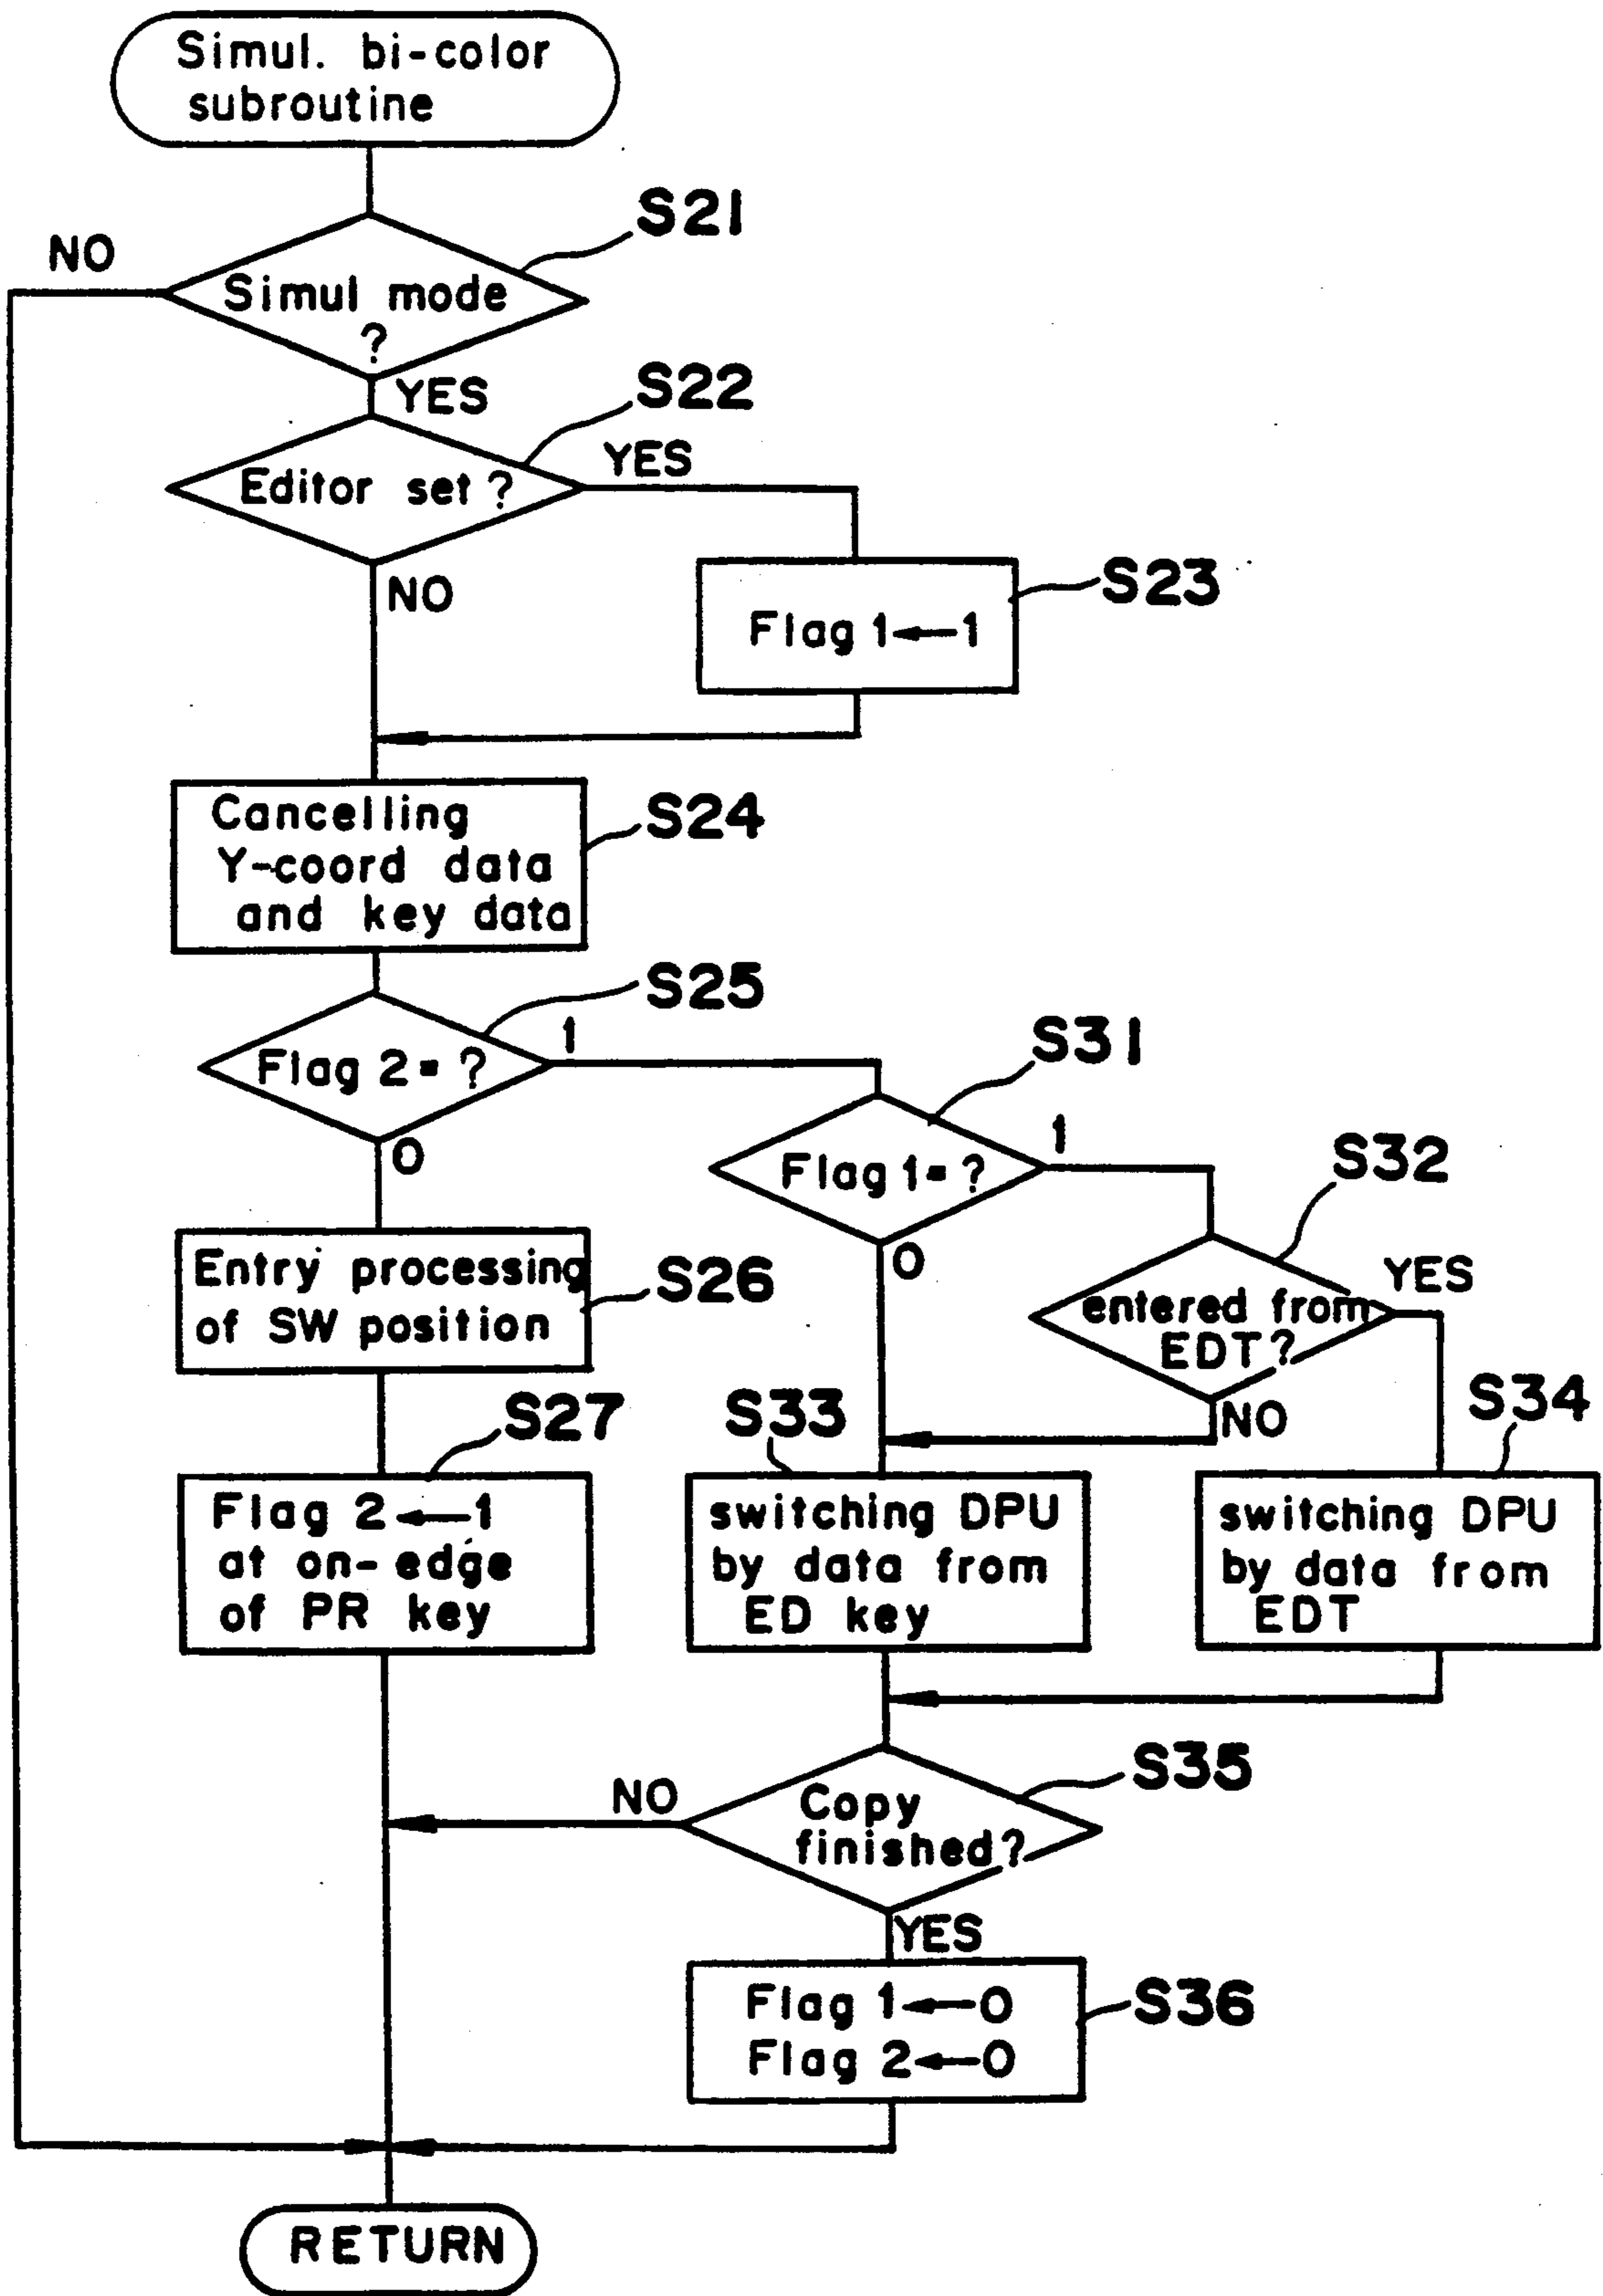 Simul. bi-color
subroutine
S21
NO
Simul mode
?
YES
S22
YES
Editor set ?
NO
S23
Flag 1←1
Cancelling
Y-coord data
and key data
S24
S25
1
Flag 2= ?
0
S31
1
Flag 1= ?
0
S32
YES
entered from
EDT?
NO
Entry processing
of SW position
S26
S27
Flag 2←1
at on-edge
of PR key
S33
switching DPU
by data from
ED key
S34
switching DPU
by data from
EDT
S35
NO
Copy
finished?
YES
Flag 1←0
Flag 2←0
S36
RETURN